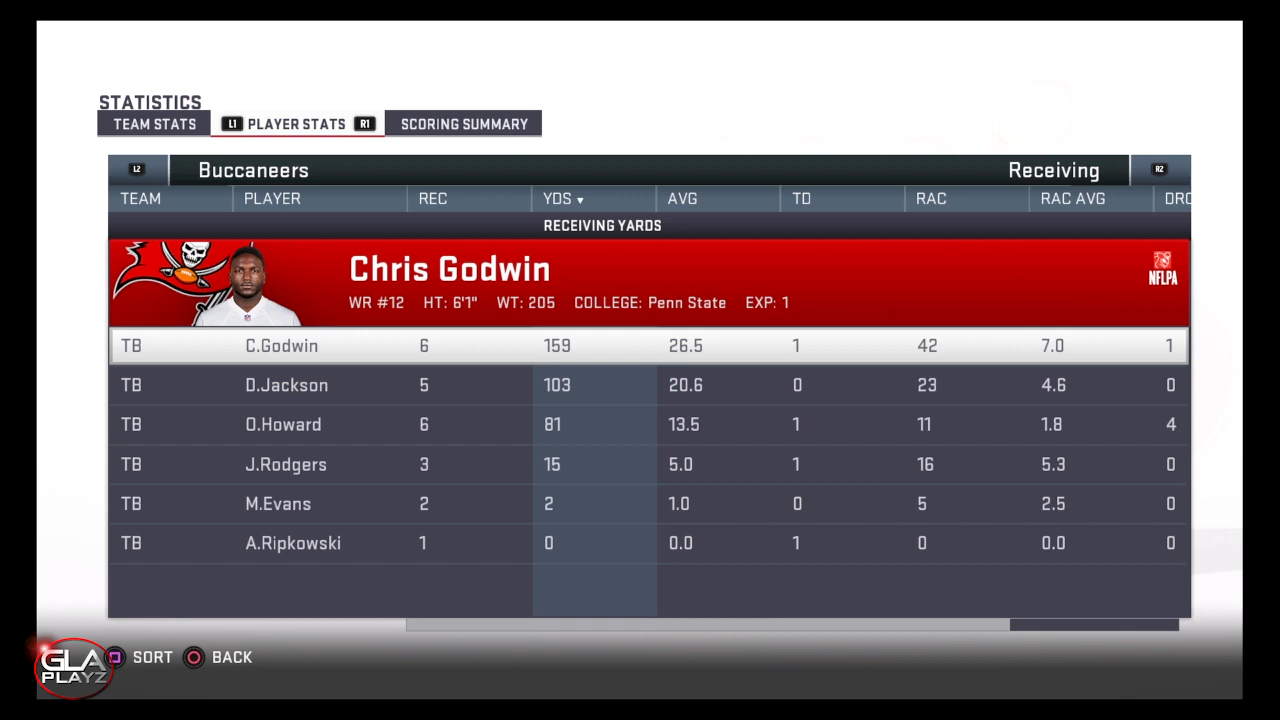 STATISTICS
TEAM STATS L1 PLAYER STATS R1 SCORING SUMMARY
L2 Buccaneers Receiving R2
TEAM PLAYER REC YDS ▼ AVG TD RAC RAC AVG DRC
RECEIVING YARDS
Chris Godwin
WR #12 HT: 6'1" WT: 205 COLLEGE: Penn State EXP: 1
NFLPA
TB C.Godwin 6 159 26.5 1 42 7.0 1
TB D.Jackson 5 103 20.6 0 23 4.6 0
TB O.Howard 6 81 13.5 1 11 1.8 4
TB J.Rodgers 3 15 5.0 1 16 5.3 0
TB M.Evans 2 2 1.0 0 5 2.5 0
TB A.Ripkowski 1 0 0.0 1 0 0.0 0
SORT BACK
GLA
PLAYZ